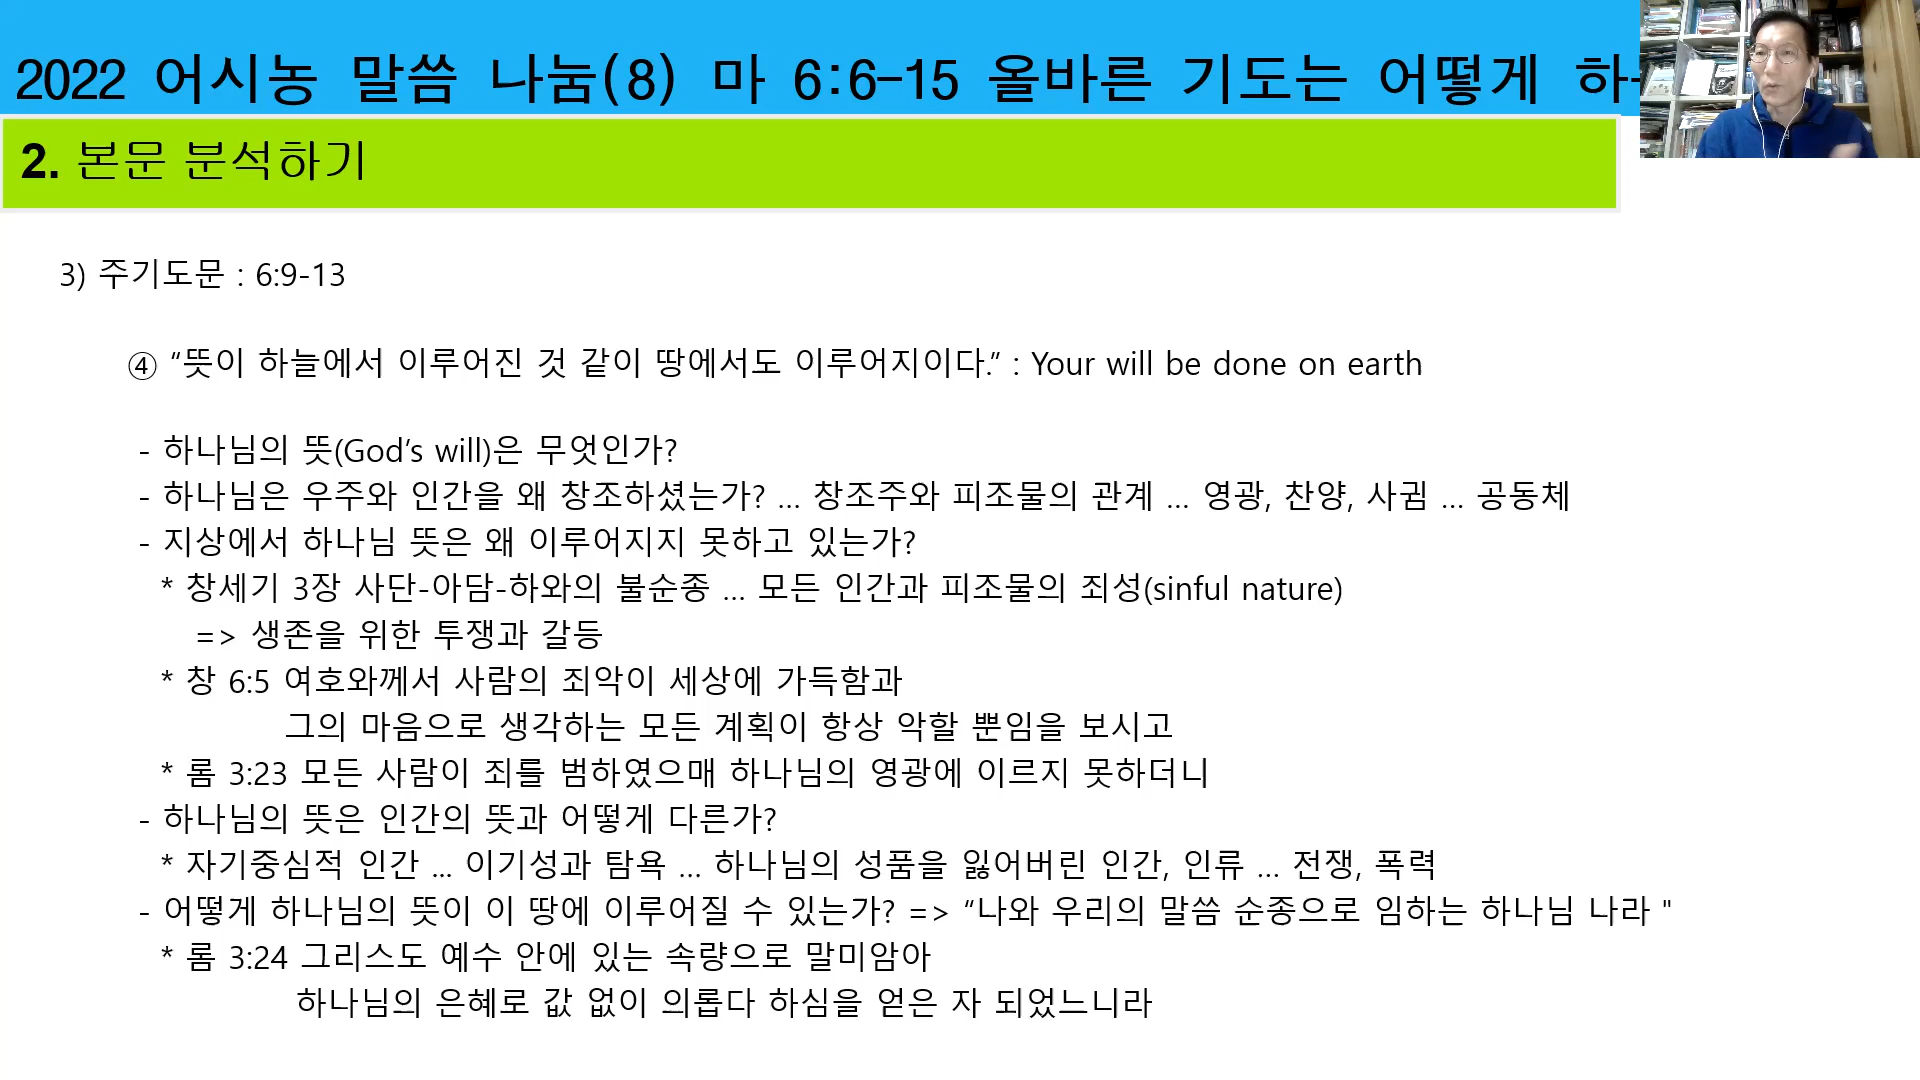 2022 어시농 말씀 나눔(8) 마 6:6-15 올바른 기도는 어떻게 하
2. 본문 분석하기
3) 주기도문 : 6:9-13
④ “뜻이 하늘에서 이루어진 것 같이 땅에서도 이루어지이다.” : Your will be done on earth
- 하나님의 뜻(God’s will)은 무엇인가?
- 하나님은 우주와 인간을 왜 창조하셨는가? ... 창조주와 피조물의 관계 ... 영광, 찬양, 사귐 ... 공동체
- 지상에서 하나님 뜻은 왜 이루어지지 못하고 있는가?
* 창세기 3장 사단-아담-하와의 불순종 ... 모든 인간과 피조물의 죄성(sinful nature)
=> 생존을 위한 투쟁과 갈등
* 창 6:5 여호와께서 사람의 죄악이 세상에 가득함과
그의 마음으로 생각하는 모든 계획이 항상 악할 뿐임을 보시고
* 롬 3:23 모든 사람이 죄를 범하였으매 하나님의 영광에 이르지 못하더니
- 하나님의 뜻은 인간의 뜻과 어떻게 다른가?
* 자기중심적 인간 ... 이기성과 탐욕 ... 하나님의 성품을 잃어버린 인간, 인류 ... 전쟁, 폭력
- 어떻게 하나님의 뜻이 이 땅에 이루어질 수 있는가? => “나와 우리의 말씀 순종으로 임하는 하나님 나라 "
* 롬 3:24 그리스도 예수 안에 있는 속량으로 말미암아
하나님의 은혜로 값 없이 의롭다 하심을 얻은 자 되었느니라